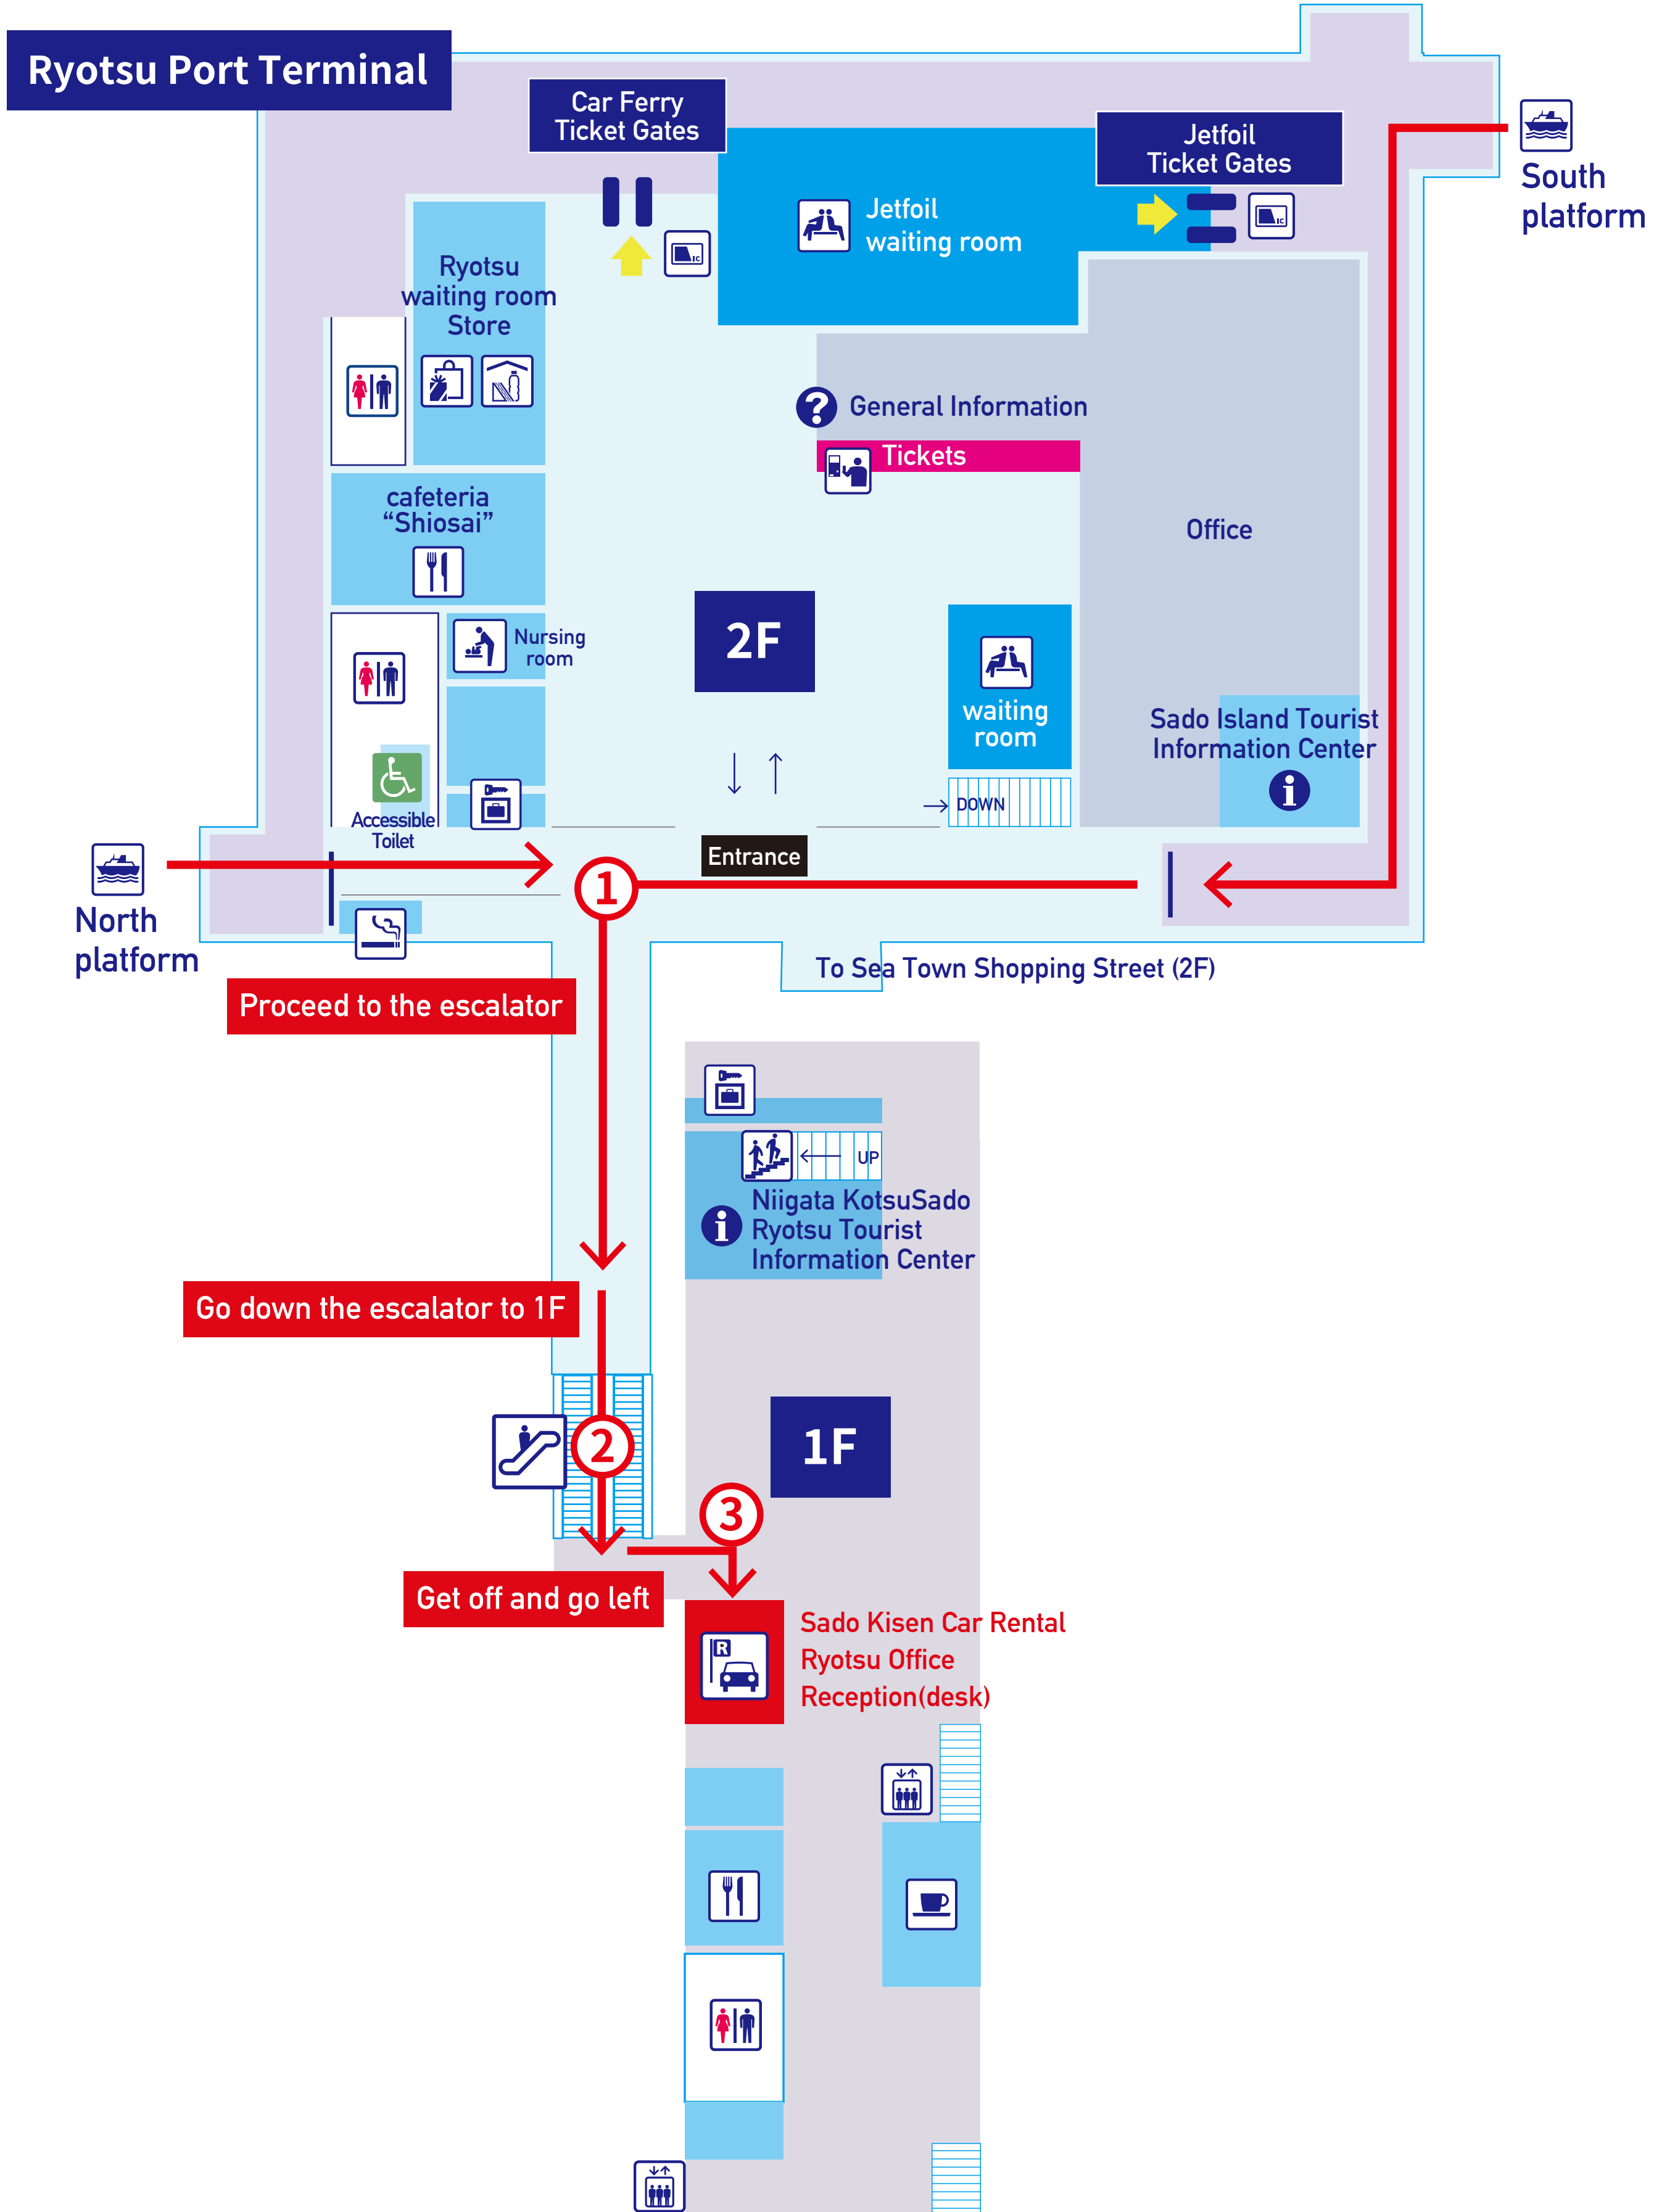 Ryotsu Port Terminal
Car Ferry
Ticket Gates
Jetfoil
Ticket Gates
South
platform
Jetfoil
waiting room
IC
IC
Ryotsu
waiting room
Store
General Information
Tickets
cafeteria
“Shiosai”
Office
2F
Nursing
room
waiting
room
Sado Island Tourist
Information Center
DOWN
Accessible
Toilet
Entrance
North
platform
1
To Sea Town Shopping Street (2F)
Proceed to the escalator
UP
Niigata KotsuSado
Ryotsu Tourist
Information Center
Go down the escalator to 1F
1F
2
3
Get off and go left
R
Sado Kisen Car Rental
Ryotsu Office
Reception(desk)